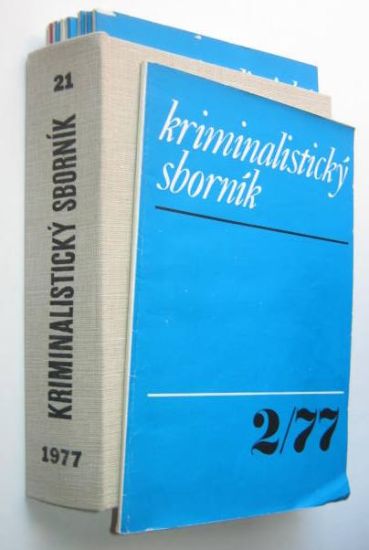 21
KRIMINALISTICKÝ SBORNÍK
1977
kriminalistický
sborník
2/77